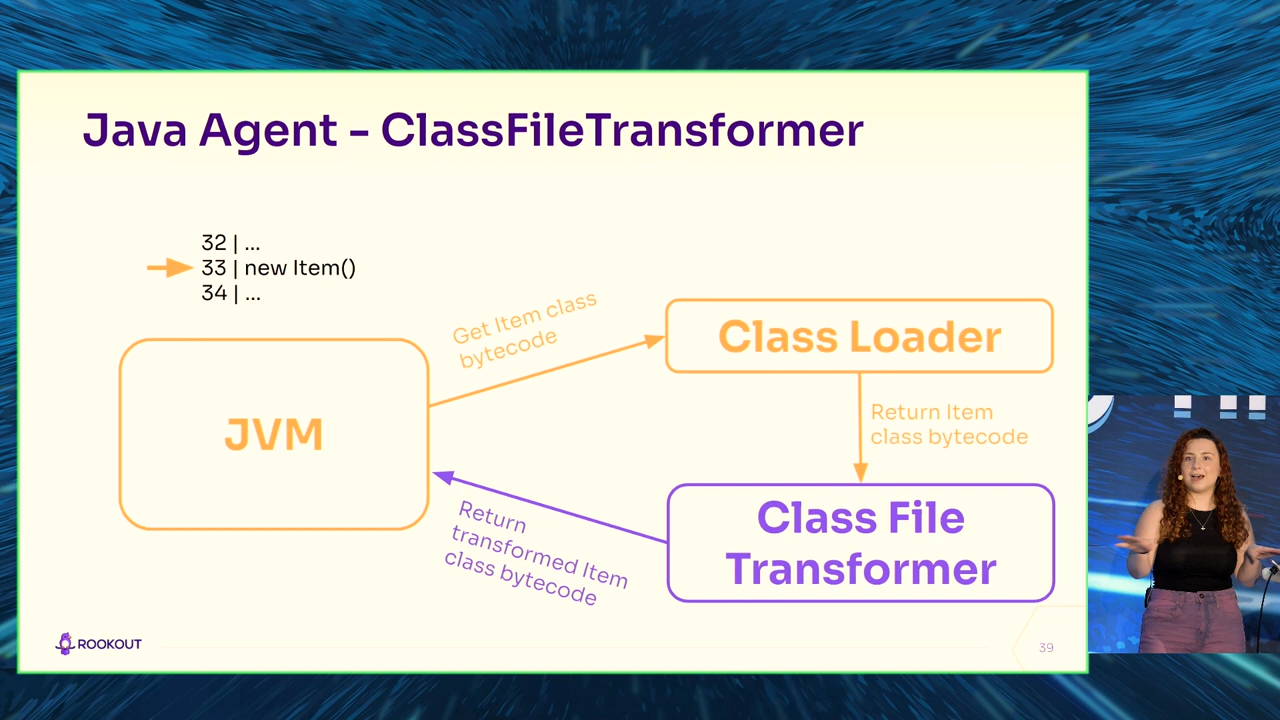 Java Agent - ClassFileTransformer
32 | ...
33 | new Item()
34 | ...
Get Item class
bytecode
Class Loader
JVM
Return Item
class bytecode
Class File
Transformer
Return
transformed Item
class bytecode
ROOKOUT
39